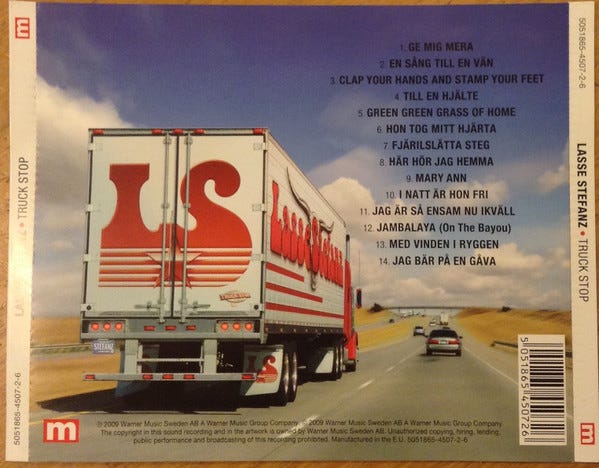 m
5051865-4507-2-6
LASSE STEFANZ • TRUCK STOP
1. GE MIG MERA
2. EN SÅNG TILL EN VÄN
3. CLAP YOUR HANDS AND STAMP YOUR FEET
4. TILL EN HJÄLTE
5. GREEN GREEN GRASS OF HOME
6. HON TOG MITT HJÄRTA
7. FJÄRILSLÄTTA STEG
8. HÄR HÖR JAG HEMMA
9. MARY ANN
10. I NATT ÄR HON FRI
11. JAG ÄR SÅ ENSAM NU IKVÄLL
12. JAMBALAYA (On The Bayou)
13. MED VINDEN I RYGGEN
14. JAG BÄR PÅ EN GÅVA
LS
LASSE STEFANZ
TRUCK STOP
STEFANZ
LS
5 051865 450726
℗ 2009 Warner Music Sweden AB A Warner Music Group Company. © 2009 Warner Music Sweden AB A Warner Music Group Company.
The copyright in this sound recording and in the artwork is owned by Warner Music Sweden AB. Unauthorized copying, hiring, lending,
public performance and broadcasting of this recording prohibited. Manufactured in the E.U. 5051865-4507-2-6
LASSE STEFANZ • TRUCK STOP
5051865-4507-2-6
m
m